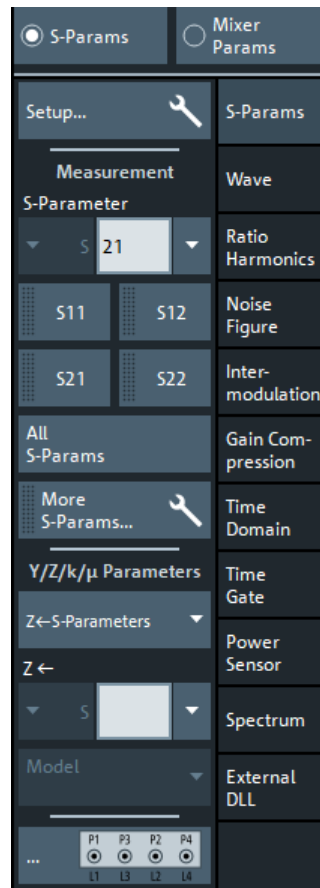 S-Params
Mixer
Params
Setup...
Measurement
S-Parameter
S 21
S11
S12
S21
S22
All
S-Params
More
S-Params...
Y/Z/k/μ Parameters
Z←S-Parameters
Z ←
S
Model
...
P1 P3 P2 P4
L1 L3 L2 L4
S-Params
Wave
Ratio
Harmonics
Noise
Figure
Inter-
modulation
Gain Com-
pression
Time
Domain
Time
Gate
Power
Sensor
Spectrum
External
DLL